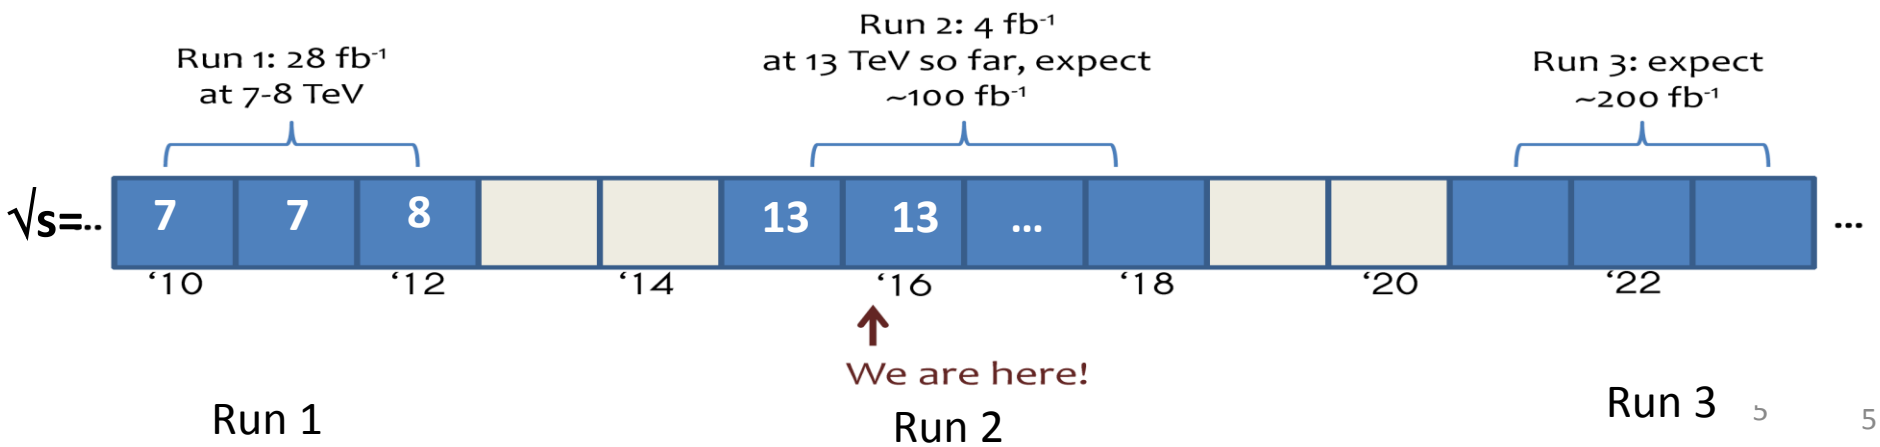 Run 1: 28 fb⁻¹
at 7-8 TeV
Run 2: 4 fb⁻¹
at 13 TeV so far, expect
~100 fb⁻¹
Run 3: expect
~200 fb⁻¹
√s=.. 7 7 8 13 13 ... ...
‘10 ‘12 ‘14 ‘16 ‘18 ‘20 ‘22
We are here!
Run 1 Run 2 Run 3 5 5